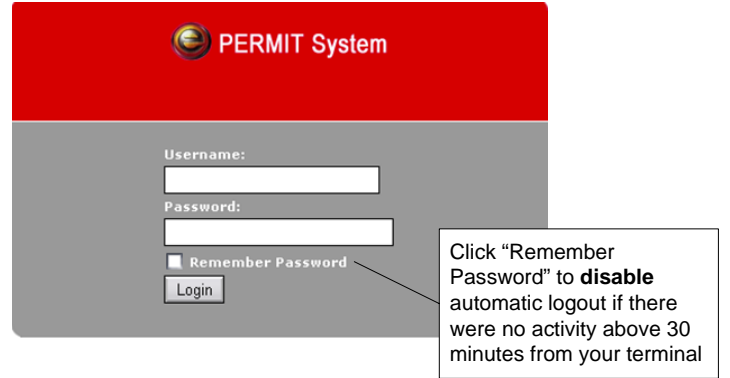 e PERMIT System
Username:
Password:
Remember Password
Login
Click “Remember
Password” to disable
automatic logout if there
were no activity above 30
minutes from your terminal